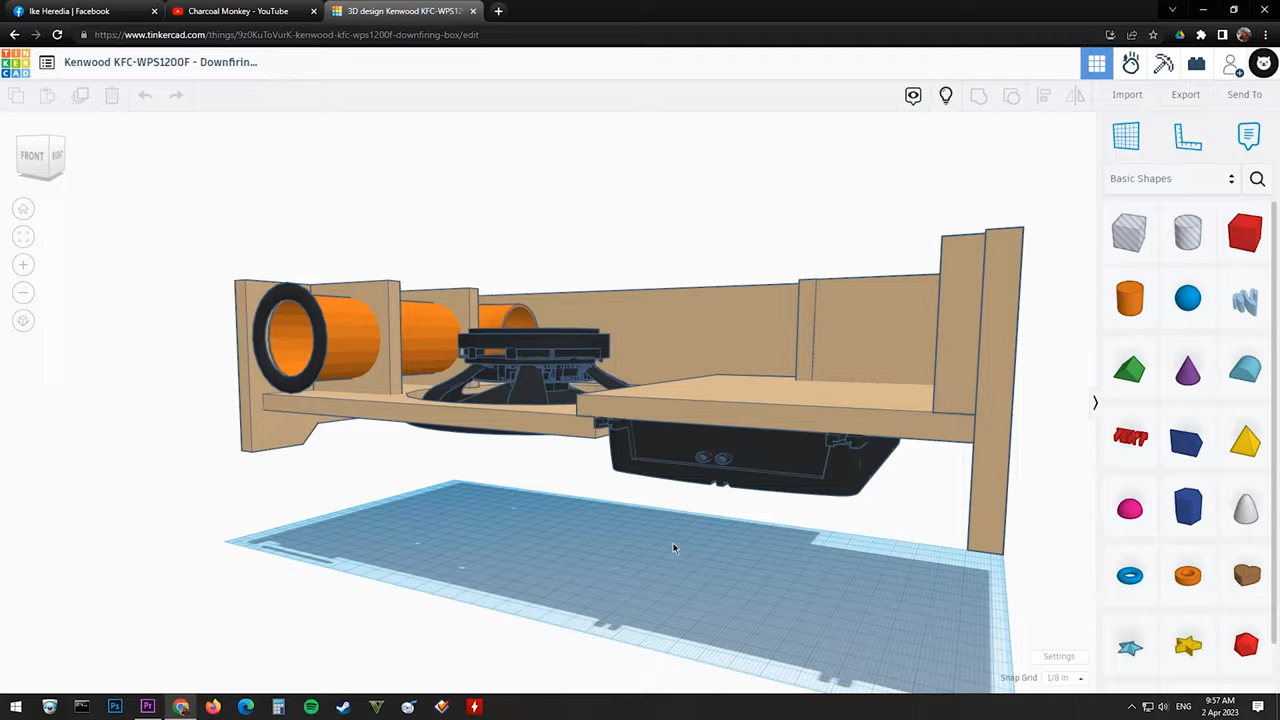 Ike Heredia | Facebook
Charcoal Monkey - YouTube
3D design Kenwood KFC-WPS12
https://www.tinkercad.com/things/9z0KuToVurK-kenwood-kfc-wps1200f-downfiring-box/edit
TIN
KER
CAD
Kenwood KFC-WPS1200F - Downfirin...
Import
Export
Send To
FRONT
RIGHT
Basic Shapes
TEXT
Settings
Snap Grid
1/8 in
ENG
9:57 AM
2 Apr 2023